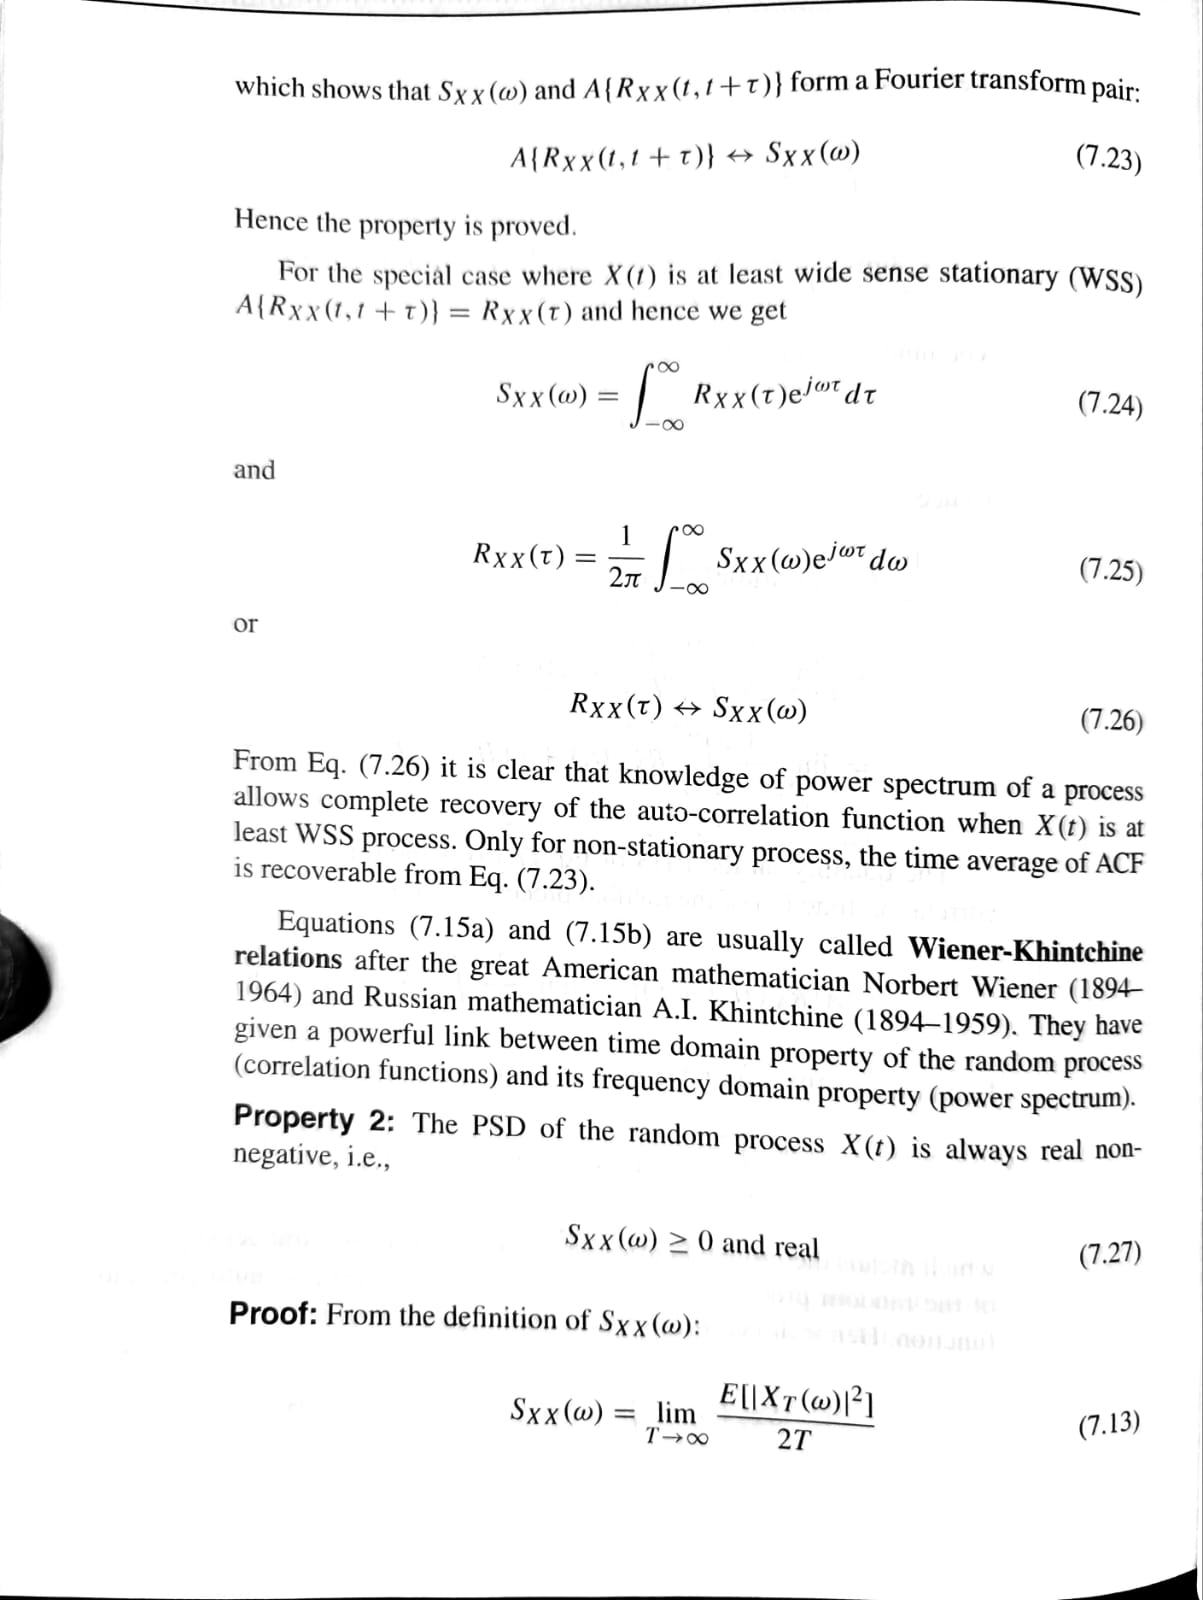 which shows that S_XX(ω) and A{R_XX(t, t + τ)} form a Fourier transform pair:
A{R_XX(t, t + τ)} ↔ S_XX(ω) (7.23)
Hence the property is proved.
For the special case where X(t) is at least wide sense stationary (WSS)
A{R_XX(t, t + τ)} = R_XX(τ) and hence we get
S_XX(ω) = ∫_{-∞}^{∞} R_XX(τ)e^{jωτ} dτ (7.24)
and
R_XX(τ) = \frac{1}{2π} ∫_{-∞}^{∞} S_XX(ω)e^{jωτ} dω (7.25)
or
R_XX(τ) ↔ S_XX(ω) (7.26)
From Eq. (7.26) it is clear that knowledge of power spectrum of a process
allows complete recovery of the auto-correlation function when X(t) is at
least WSS process. Only for non-stationary process, the time average of ACF
is recoverable from Eq. (7.23).
Equations (7.15a) and (7.15b) are usually called Wiener-Khintchine
relations after the great American mathematician Norbert Wiener (1894–
1964) and Russian mathematician A.I. Khintchine (1894–1959). They have
given a powerful link between time domain property of the random process
(correlation functions) and its frequency domain property (power spectrum).
Property 2: The PSD of the random process X(t) is always real non-
negative, i.e.,
S_XX(ω) ≥ 0 and real (7.27)
Proof: From the definition of S_XX(ω):
S_XX(ω) = lim_{T→∞} \frac{E[|X_T(ω)|²]}{2T} (7.13)